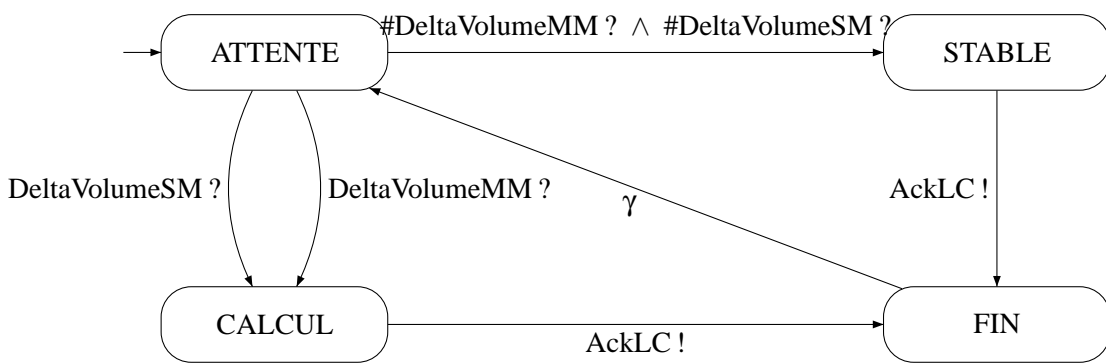 #DeltaVolumeMM ? ∧ #DeltaVolumeSM ?
ATTENTE
STABLE
DeltaVolumeSM ?
DeltaVolumeMM ?
AckLC !
γ
CALCUL
FIN
AckLC !